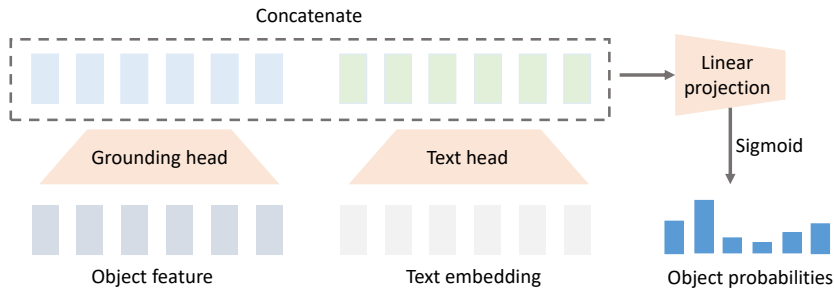 Concatenate
Linear
projection
Grounding head
Text head
Sigmoid
Object feature
Text embedding
Object probabilities